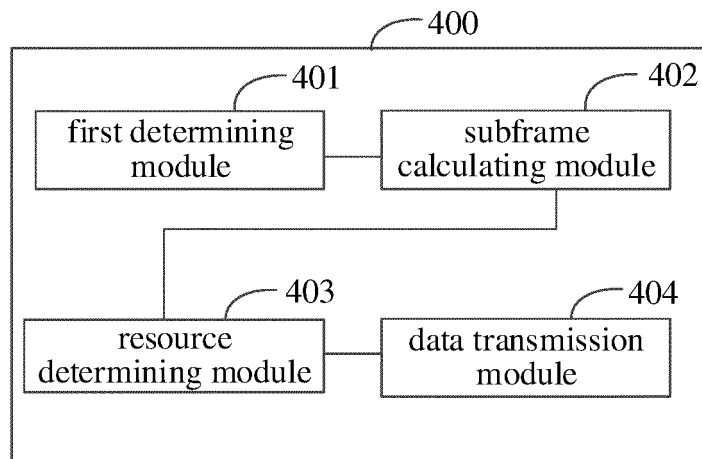 400
401
402
first determining
module
subframe
calculating module
403
404
resource
determining module
data transmission
module